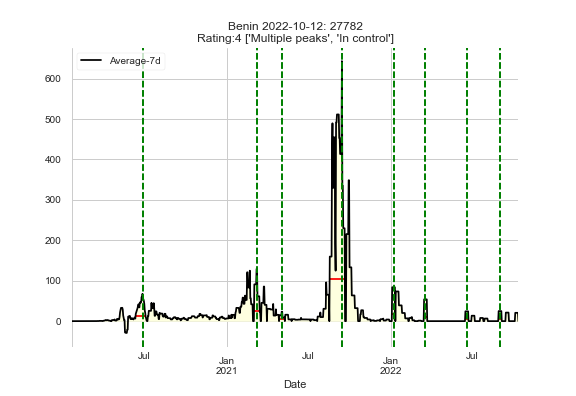 Benin 2022-10-12: 27782
Rating:4 ['Multiple peaks', 'In control']
Average-7d
600
500
400
300
200
100
0
Jul
Jan
2021
Jul
Jan
2022
Jul
Date